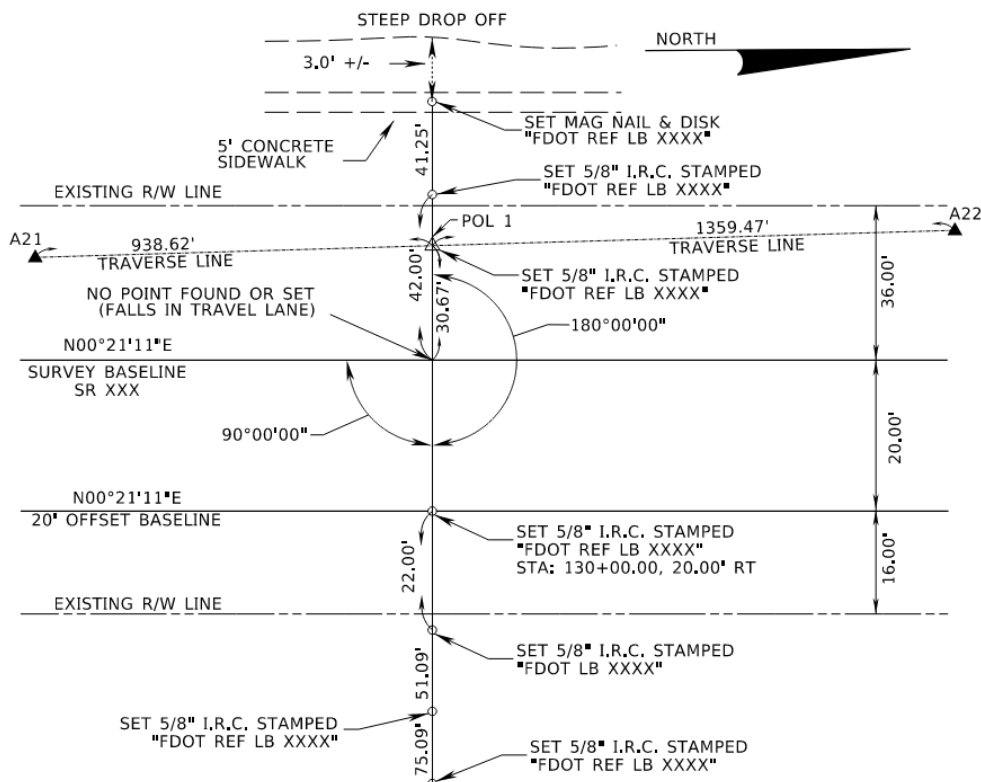 STEEP DROP OFF
NORTH
3.0' +/-
SET MAG NAIL & DISK
"FDOT REF LB XXXX"
5' CONCRETE
SIDEWALK
41.25'
SET 5/8" I.R.C. STAMPED
"FDOT REF LB XXXX"
EXISTING R/W LINE
A21
938.62'
TRAVERSE LINE
POL 1
1359.47'
TRAVERSE LINE
A22
SET 5/8" I.R.C. STAMPED
"FDOT REF LB XXXX"
42.00'
30.67'
36.00'
NO POINT FOUND OR SET
(FALLS IN TRAVEL LANE)
180°00'00"
N00°21'11"E
SURVEY BASELINE
SR XXX
90°00'00"
20.00'
N00°21'11"E
20' OFFSET BASELINE
SET 5/8" I.R.C. STAMPED
"FDOT REF LB XXXX"
STA: 130+00.00, 20.00' RT
22.00'
16.00'
EXISTING R/W LINE
SET 5/8" I.R.C. STAMPED
"FDOT LB XXXX"
51.09'
SET 5/8" I.R.C. STAMPED
"FDOT REF LB XXXX"
75.09'
SET 5/8" I.R.C. STAMPED
"FDOT REF LB XXXX"